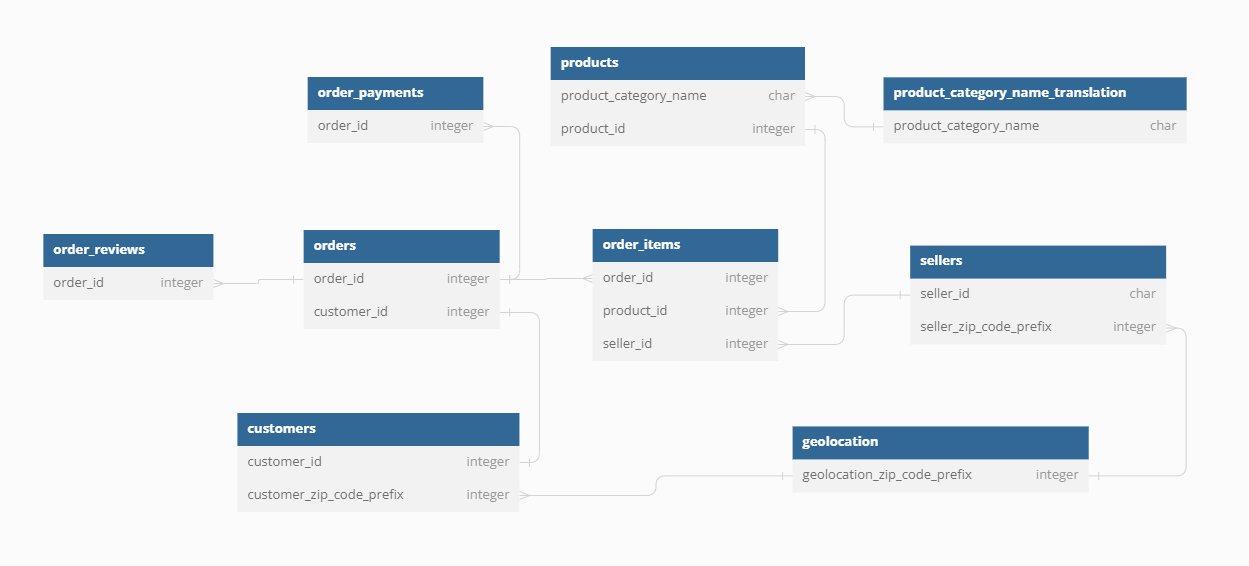 products
product_category_name char
product_id integer
order_payments
order_id integer
product_category_name_translation
product_category_name char
order_reviews
order_id integer
orders
order_id integer
customer_id integer
order_items
order_id integer
product_id integer
seller_id integer
sellers
seller_id char
seller_zip_code_prefix integer
customers
customer_id integer
customer_zip_code_prefix integer
geolocation
geolocation_zip_code_prefix integer